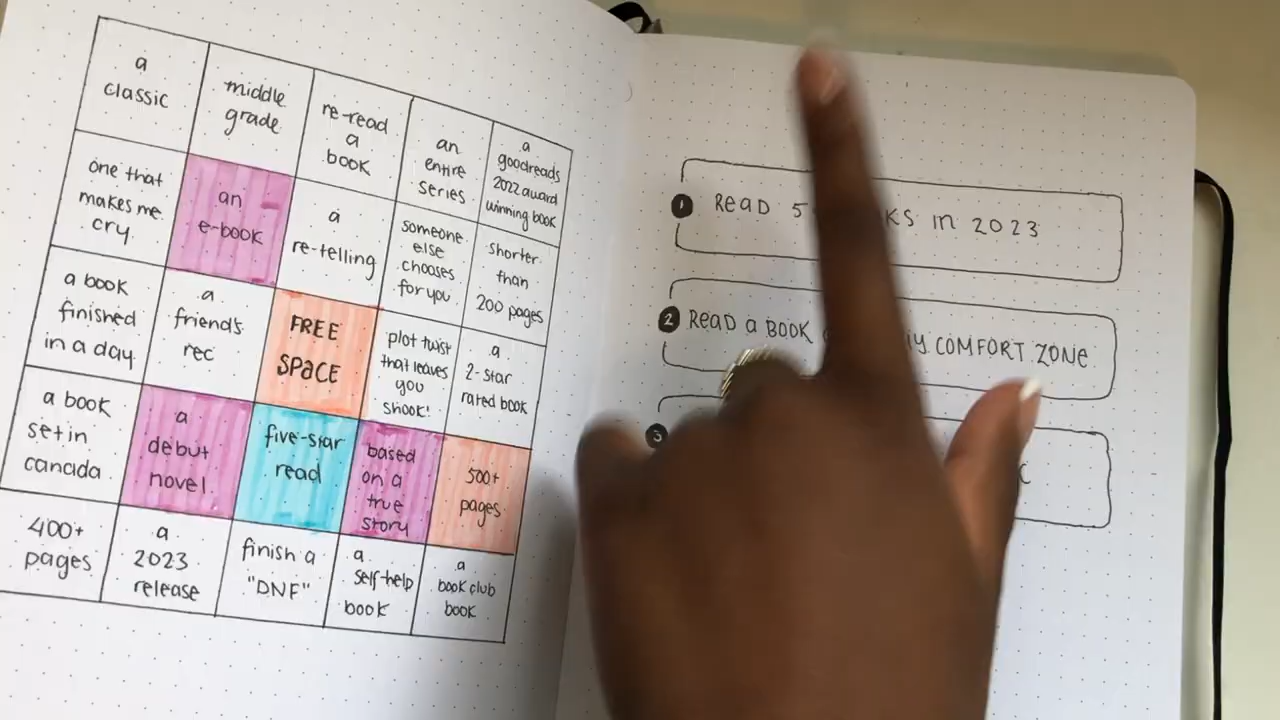 a
classic
middle
grade
re-read
a
book
an
entire
series
a
goodreads
2022 award
winning book
one that
makes me
cry
an
e-book
a
re-telling
someone
else
chooses
for you
shorter
than
200 pages
a book
finished
in a day
a
friend's
rec
FREE
SPACE
plot twist
that leaves
you
shook!
a
2-star
rated book
a book
set in
canada
a
debut
novel
five-star
read
based
on a
true
story
500+
pages
400+
pages
a
2023
release
finish a
"DNF"
a
self-help
book
a
book club
book
1 READ IN 2023
2 READ A BOOK COMFORT ZONE
3